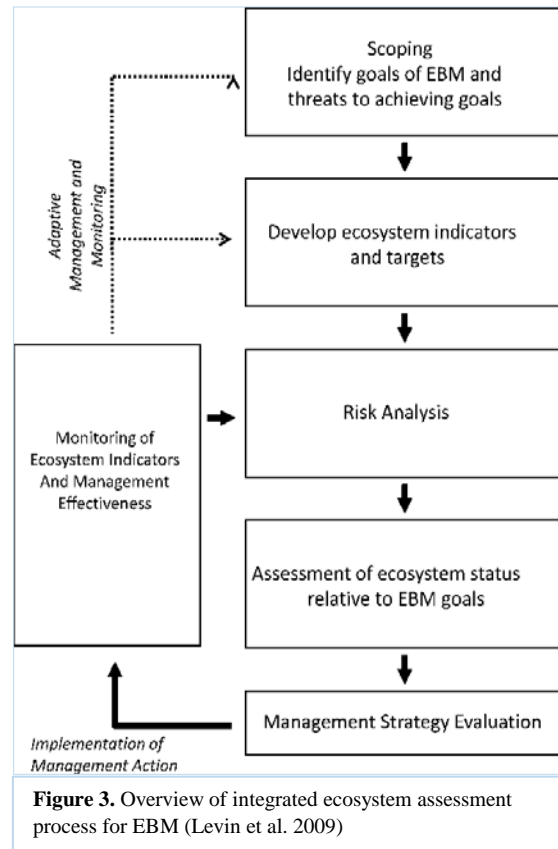 Scoping
Identify goals of EBM and
threats to achieving goals
Adaptive
Management and
Monitoring
Develop ecosystem indicators
and targets
Monitoring of
Ecosystem Indicators
And Management
Effectiveness
Risk Analysis
Assessment of ecosystem status
relative to EBM goals
Management Strategy Evaluation
Implementation of
Management Action
Figure 3. Overview of integrated ecosystem assessment
process for EBM (Levin et al. 2009)